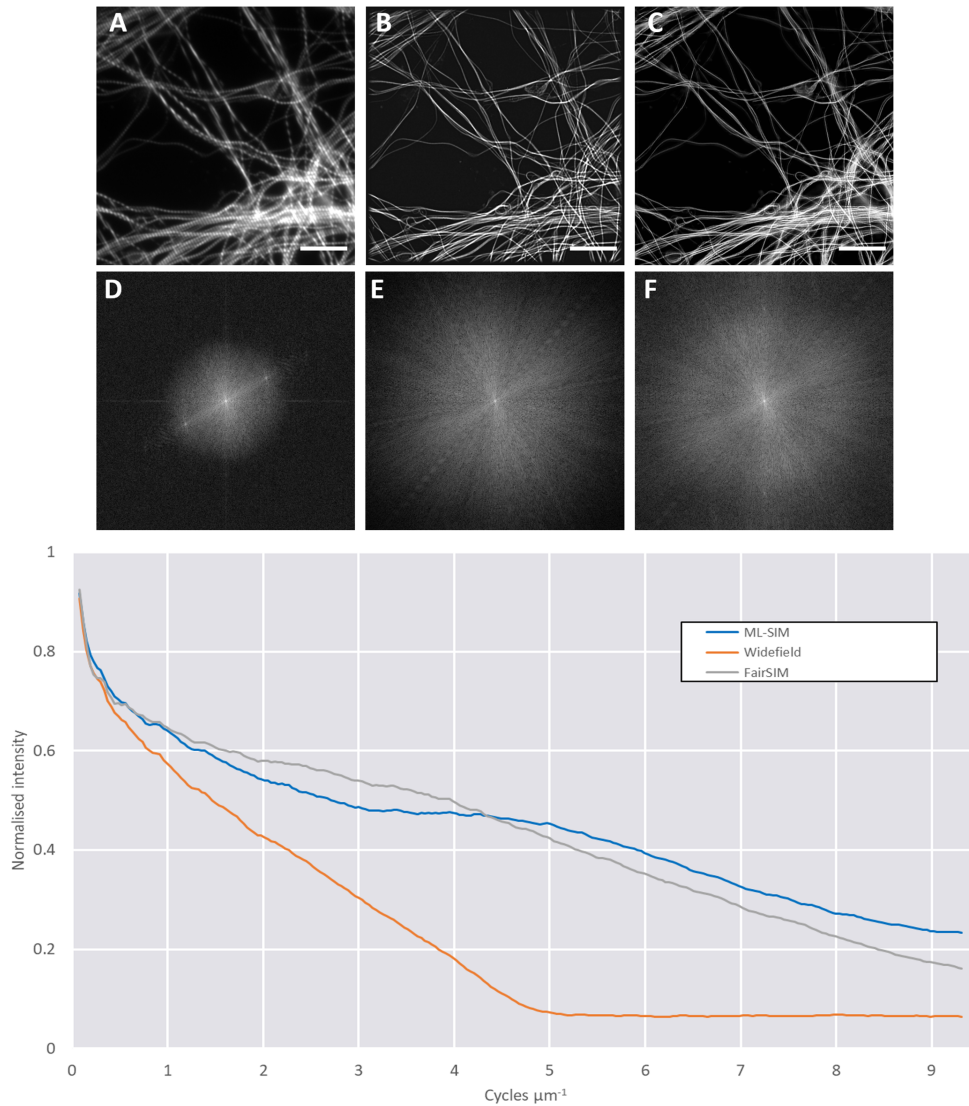 A
B
C
D
E
F
1
0.8
0.6
0.4
0.2
0
Normalised intensity
ML-SIM
Widefield
FairSIM
0 1 2 3 4 5 6 7 8 9
Cycles μm⁻¹